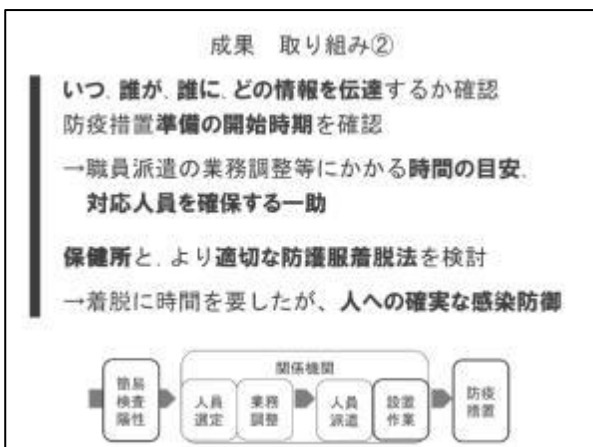 成果　取り組み②
いつ、誰が、誰に、どの情報を伝達するか確認
防疫措置準備の開始時期を確認
→職員派遣の業務調整等にかかる時間の目安、
対応人員を確保する一助
保健所と、より適切な防護服着脱法を検討
→着脱に時間を要したが、人への確実な感染防御
関係機関
簡易
検査
陽性
人員
選定
業務
調整
人員
派遣
設置
作業
防疫
措置